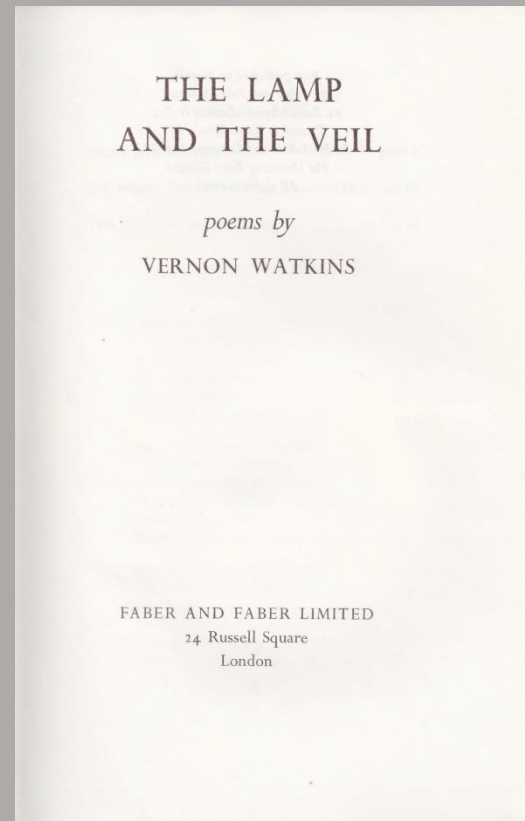 THE LAMP
AND THE VEIL
poems by
VERNON WATKINS
FABER AND FABER LIMITED
24 Russell Square
London